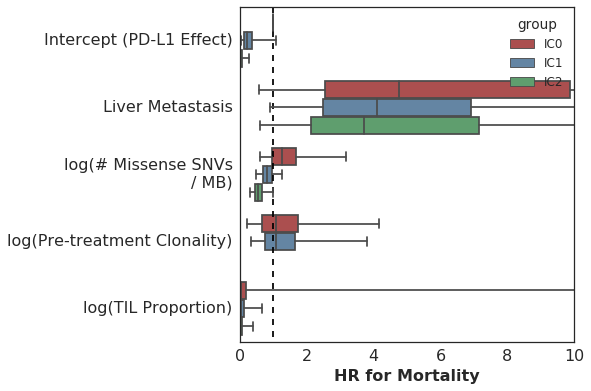 group
IC0
IC1
IC2
Intercept (PD-L1 Effect)
Liver Metastasis
log(# Missense SNVs
/ MB)
log(Pre-treatment Clonality)
log(TIL Proportion)
0 2 4 6 8 10
HR for Mortality